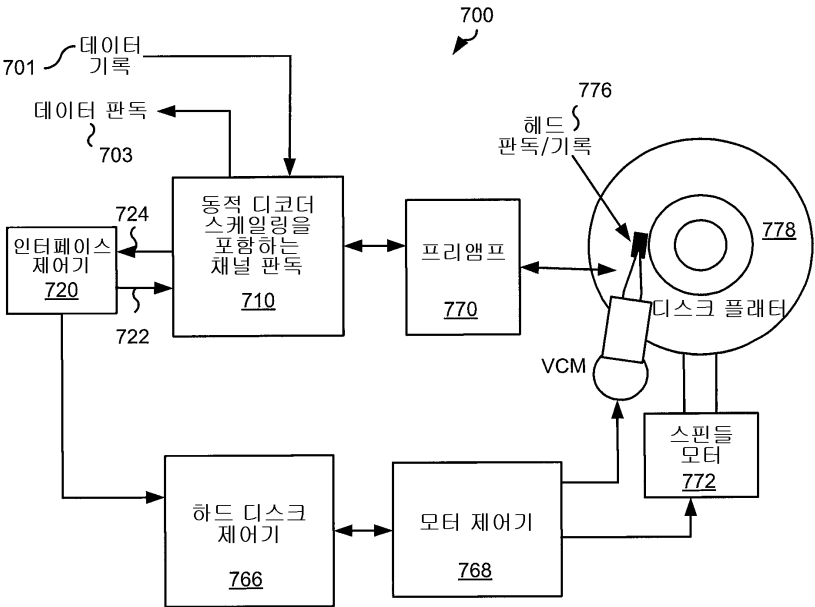 700
701
데이터
기록
데이터 판독
703
776
헤드
판독/기록
동적 디코더
스케일링을
포함하는
채널 판독
710
724
인터페이스
제어기
720
722
프리앰프
770
778
디스크 플래터
VCM
스핀들
모터
772
하드 디스크
제어기
766
모터 제어기
768